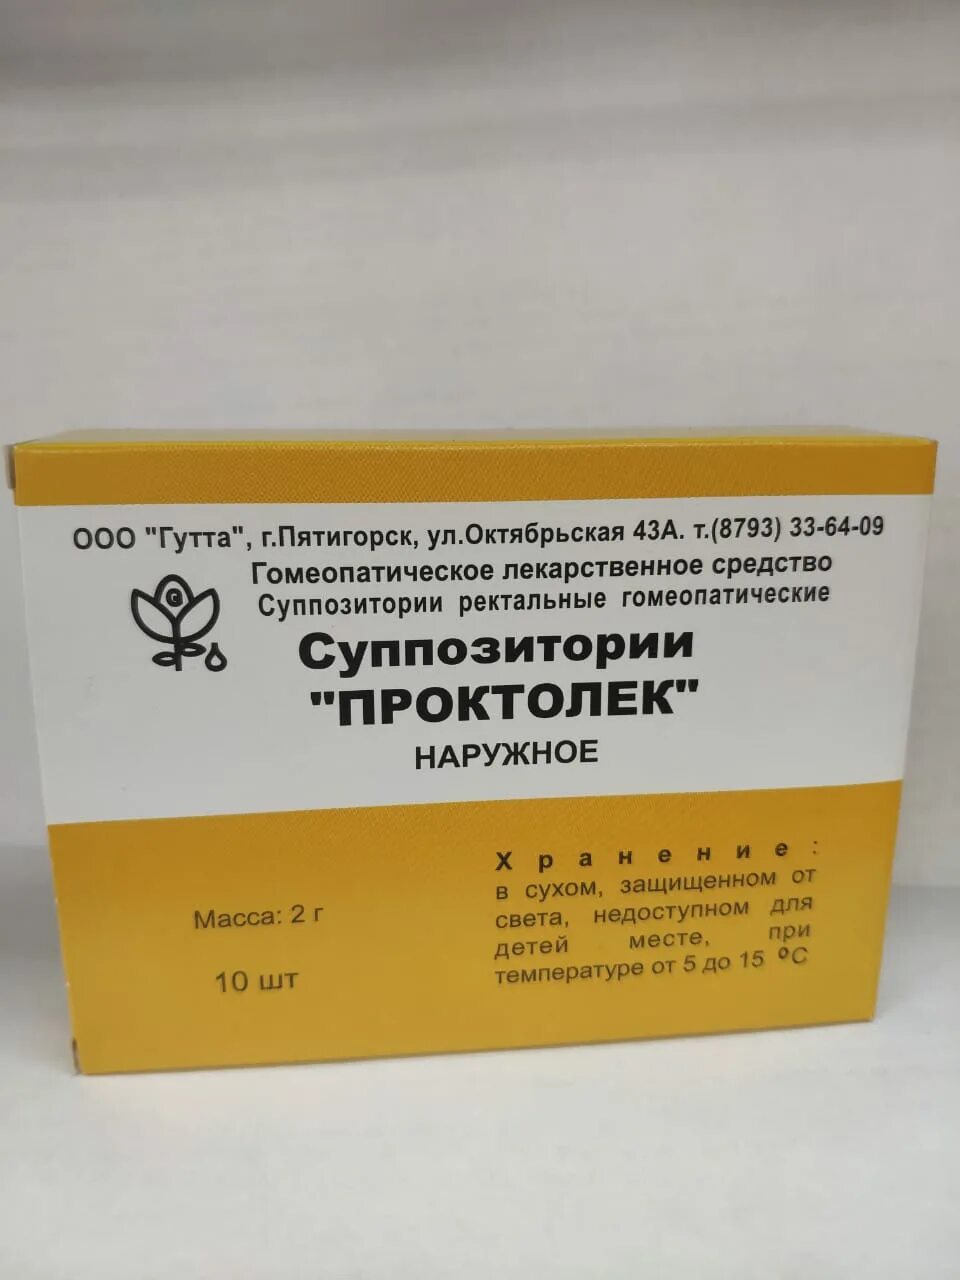 ООО "Гутта", г.Пятигорск, ул.Октябрьская 43А. т.(8793) 33-64-09
Гомеопатическое лекарственное средство
Суппозитории ректальные гомеопатические
Суппозитории
"ПРОКТОЛЕК"
НАРУЖНОЕ
Масса: 2 г
10 шт
Хранение:
в сухом, защищенном от
света, недоступном для
детей месте, при
температуре от 5 до 15 °С